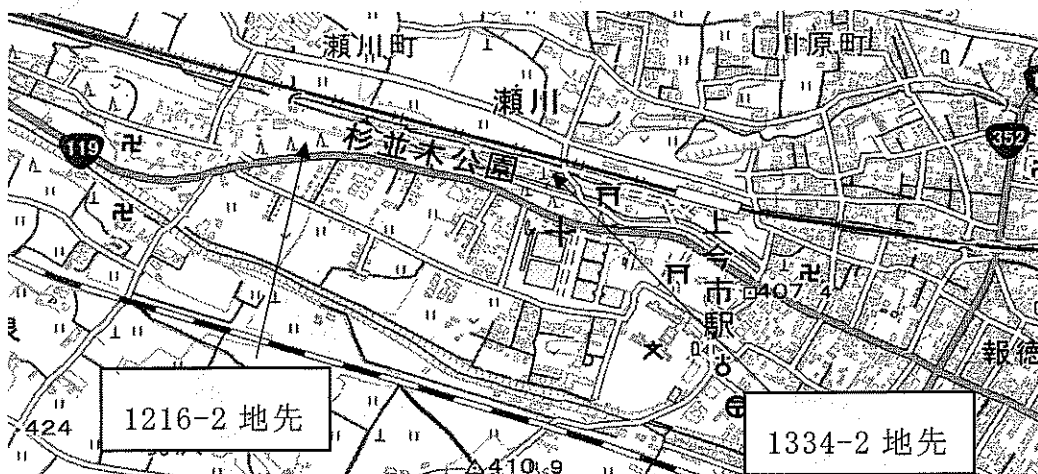 瀬川町
川原町
瀬川
119
352
杉並木公園
上今市駅
407.4
報徳
1216-2 地先
1334-2 地先
424
410.9